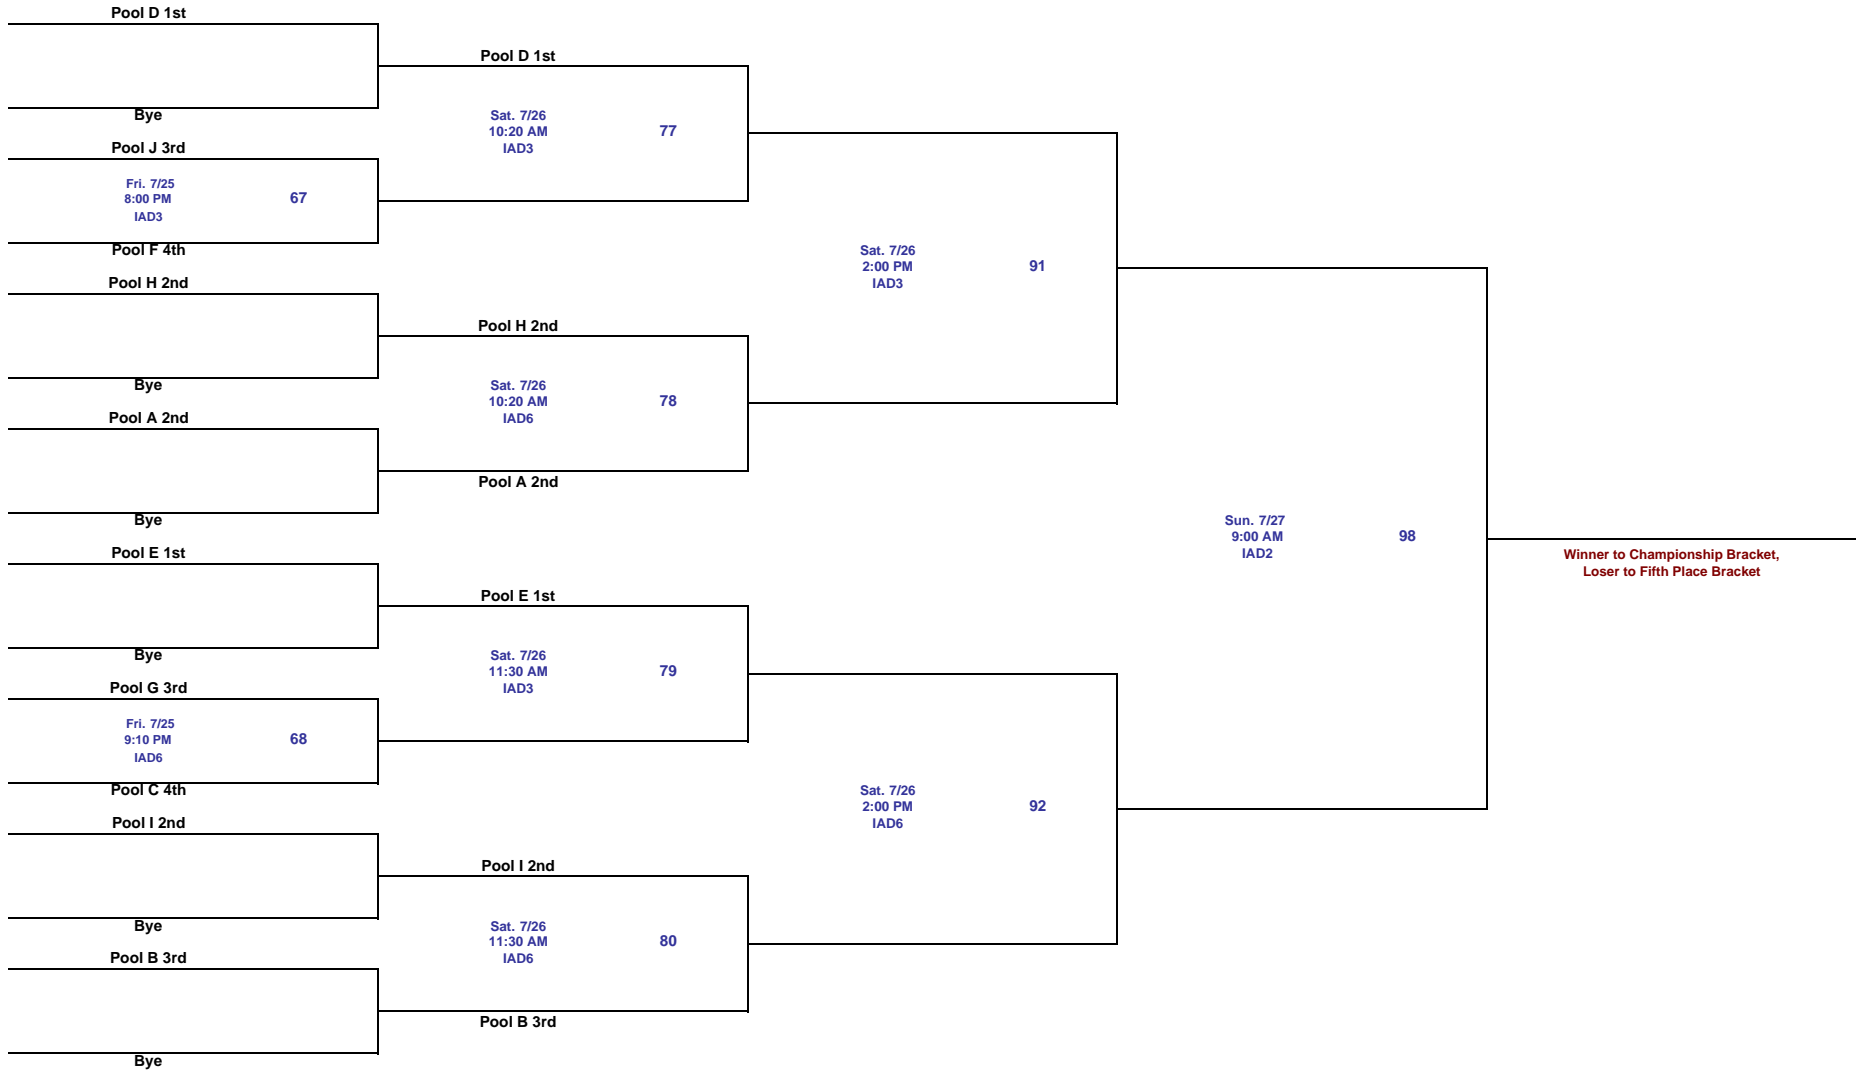 Pool D 1st
Bye
Pool J 3rd
Fri. 7/25
8:00 PM
IAD3
67
Pool F 4th
Pool H 2nd
Bye
Pool A 2nd
Bye
Pool E 1st
Bye
Pool G 3rd
Fri. 7/25
9:10 PM
IAD6
68
Pool C 4th
Pool I 2nd
Bye
Pool B 3rd
Bye
Pool D 1st
Sat. 7/26
10:20 AM
IAD3
77
Pool H 2nd
Sat. 7/26
10:20 AM
IAD6
78
Pool A 2nd
Pool E 1st
Sat. 7/26
11:30 AM
IAD3
79
Pool I 2nd
Sat. 7/26
11:30 AM
IAD6
80
Pool B 3rd
Sat. 7/26
2:00 PM
IAD3
91
Sat. 7/26
2:00 PM
IAD6
92
Sun. 7/27
9:00 AM
IAD2
98
Winner to Championship Bracket,
Loser to Fifth Place Bracket